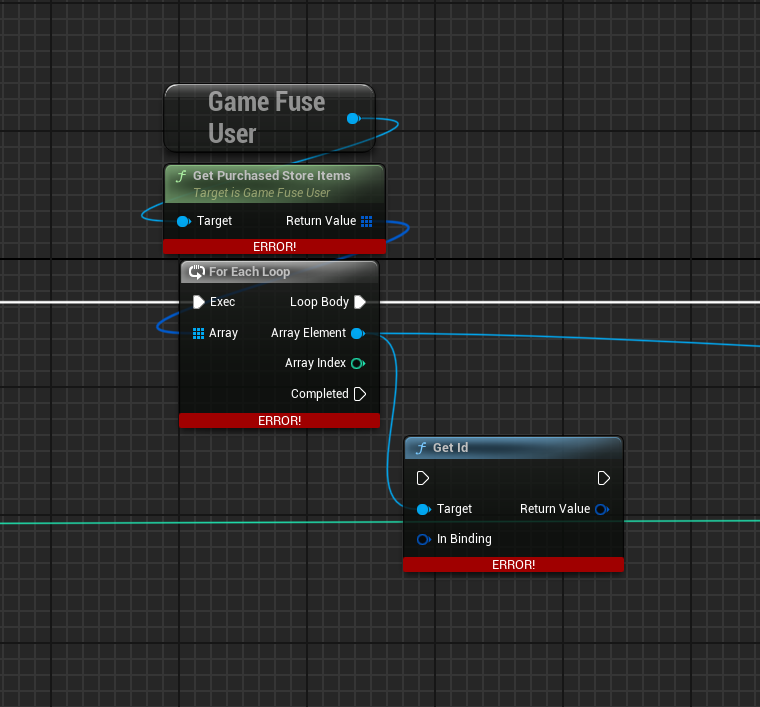 Game Fuse
User
Get Purchased Store Items
Target is Game Fuse User
Target Return Value
ERROR!
For Each Loop
Exec Loop Body
Array Array Element
Array Index
Completed
ERROR!
Get Id
Target Return Value
In Binding
ERROR!